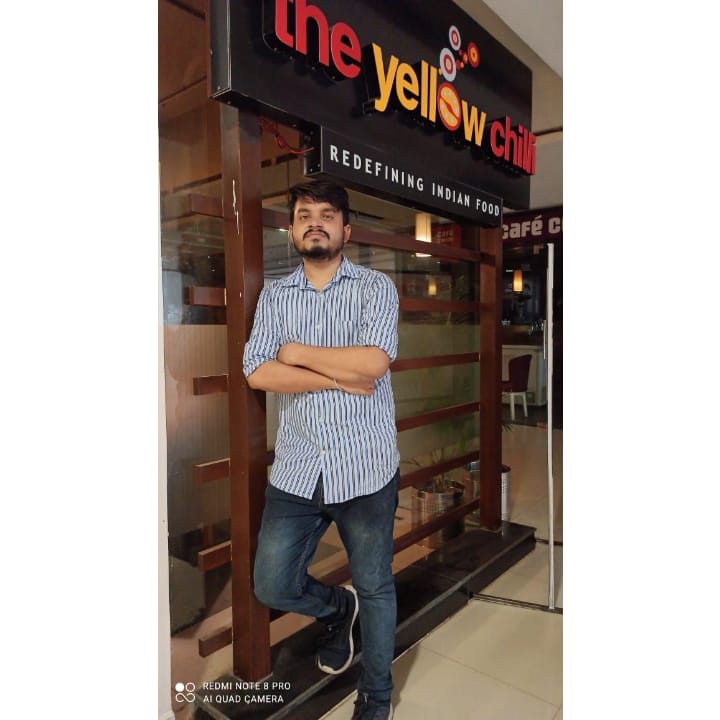 the yellow chilli
REDEFINING INDIAN FOOD
café
REDMI NOTE 8 PRO
AI QUAD CAMERA